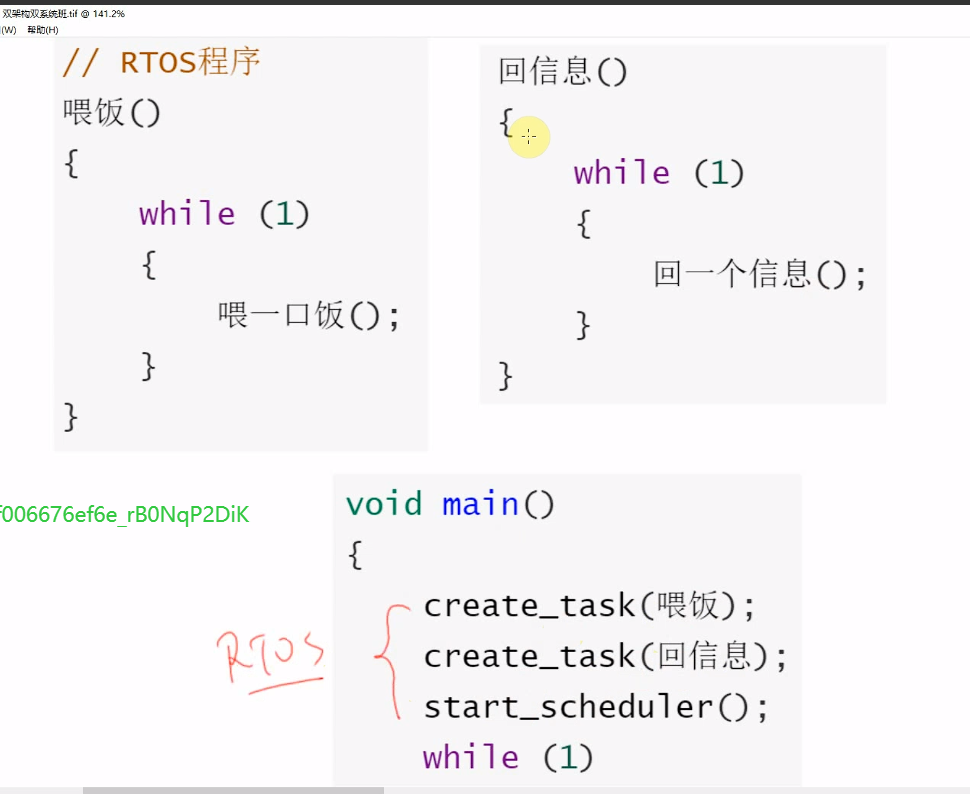 双架构双系统班.tif @ 141.2%
(W) 帮助(H)
// RTOS程序
喂饭()
{
while (1)
{
喂一口饭();
}
}
回信息()
{
while (1)
{
回一个信息();
}
}
f006676ef6e_rB0NqP2DiK
void main()
{
RTOS
create_task(喂饭);
create_task(回信息);
start_scheduler();
while (1)